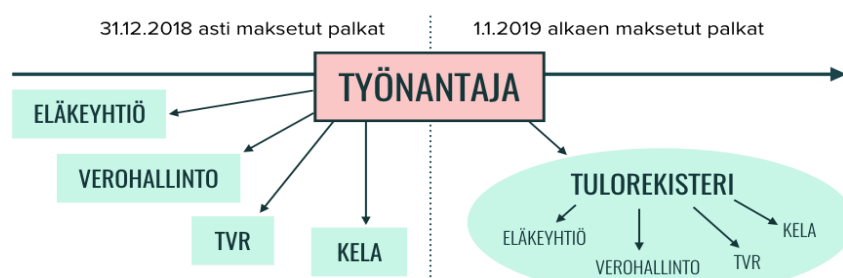 31.12.2018 asti maksetut palkat
1.1.2019 alkaen maksetut palkat
TYÖNANTAJA
ELÄKEYHTIÖ
VEROHALLINTO
TVR
KELA
TULOREKISTERI
ELÄKEYHTIÖ
VEROHALLINTO
TVR
KELA